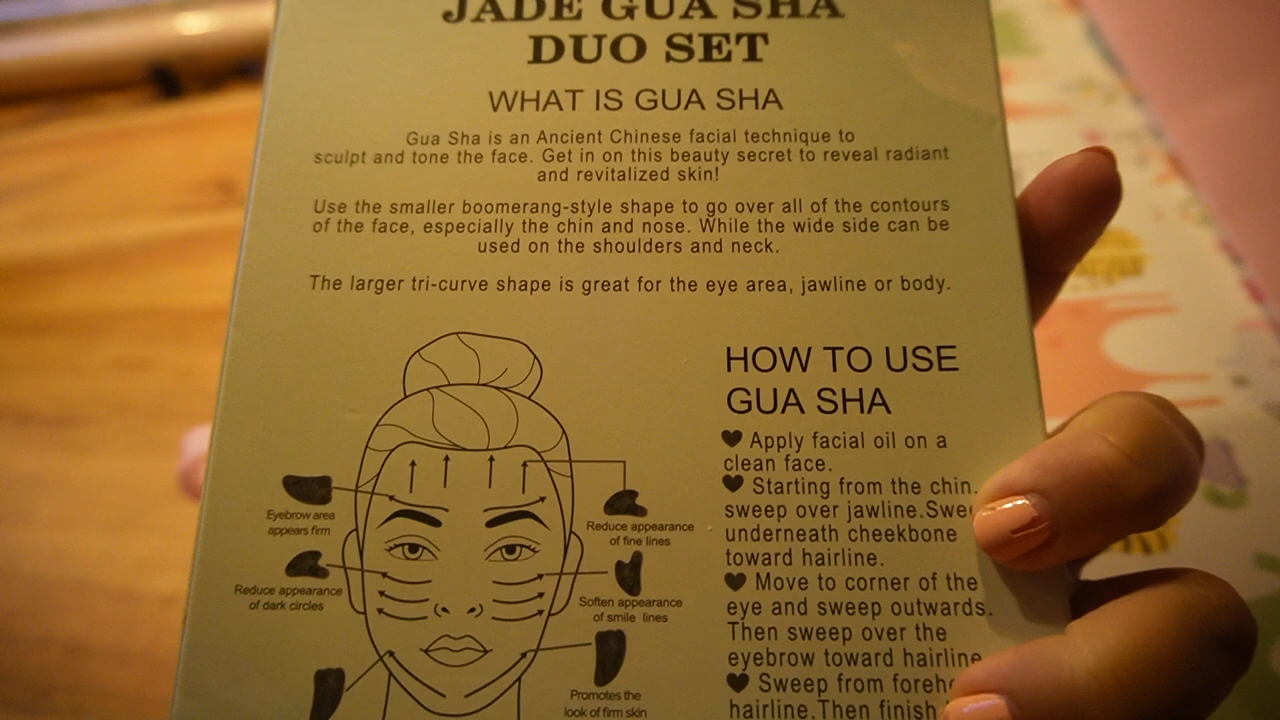 JADE GUA SHA
DUO SET
WHAT IS GUA SHA
Gua Sha is an Ancient Chinese facial technique to
sculpt and tone the face. Get in on this beauty secret to reveal radiant
and revitalized skin!
Use the smaller boomerang-style shape to go over all of the contours
of the face, especially the chin and nose. While the wide side can be
used on the shoulders and neck.
The larger tri-curve shape is great for the eye area, jawline or body.
Eyebrow area
appears firm
Reduce appearance
of dark circles
Reduce appearance
of fine lines
Soften appearance
of smile lines
Promotes the
look of firm skin
HOW TO USE
GUA SHA
Apply facial oil on a
clean face.
Starting from the chin.
sweep over jawline.
underneath cheekbone
toward hairline.
Move to corner of the
eye and sweep outwards.
Then sweep over the
eyebrow toward hairline
Sweep from
hairline.Then finish